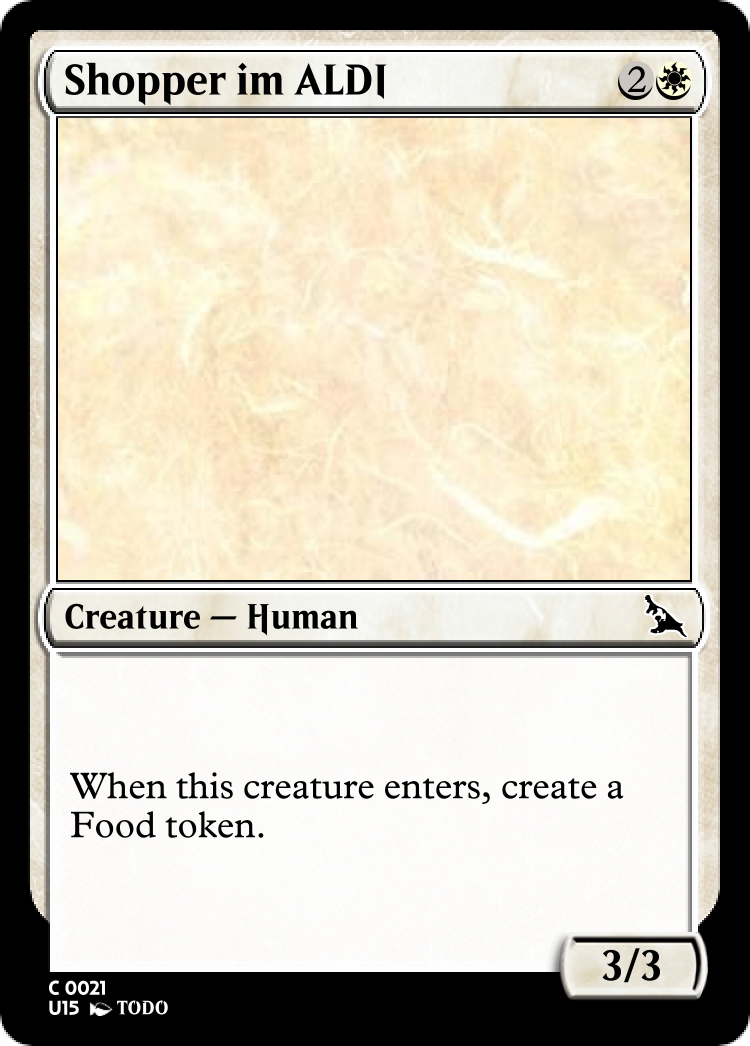 Shopper im ALDI 2
Creature — Human
When this creature enters, create a
Food token.
3/3
C 0021
U15 TODO